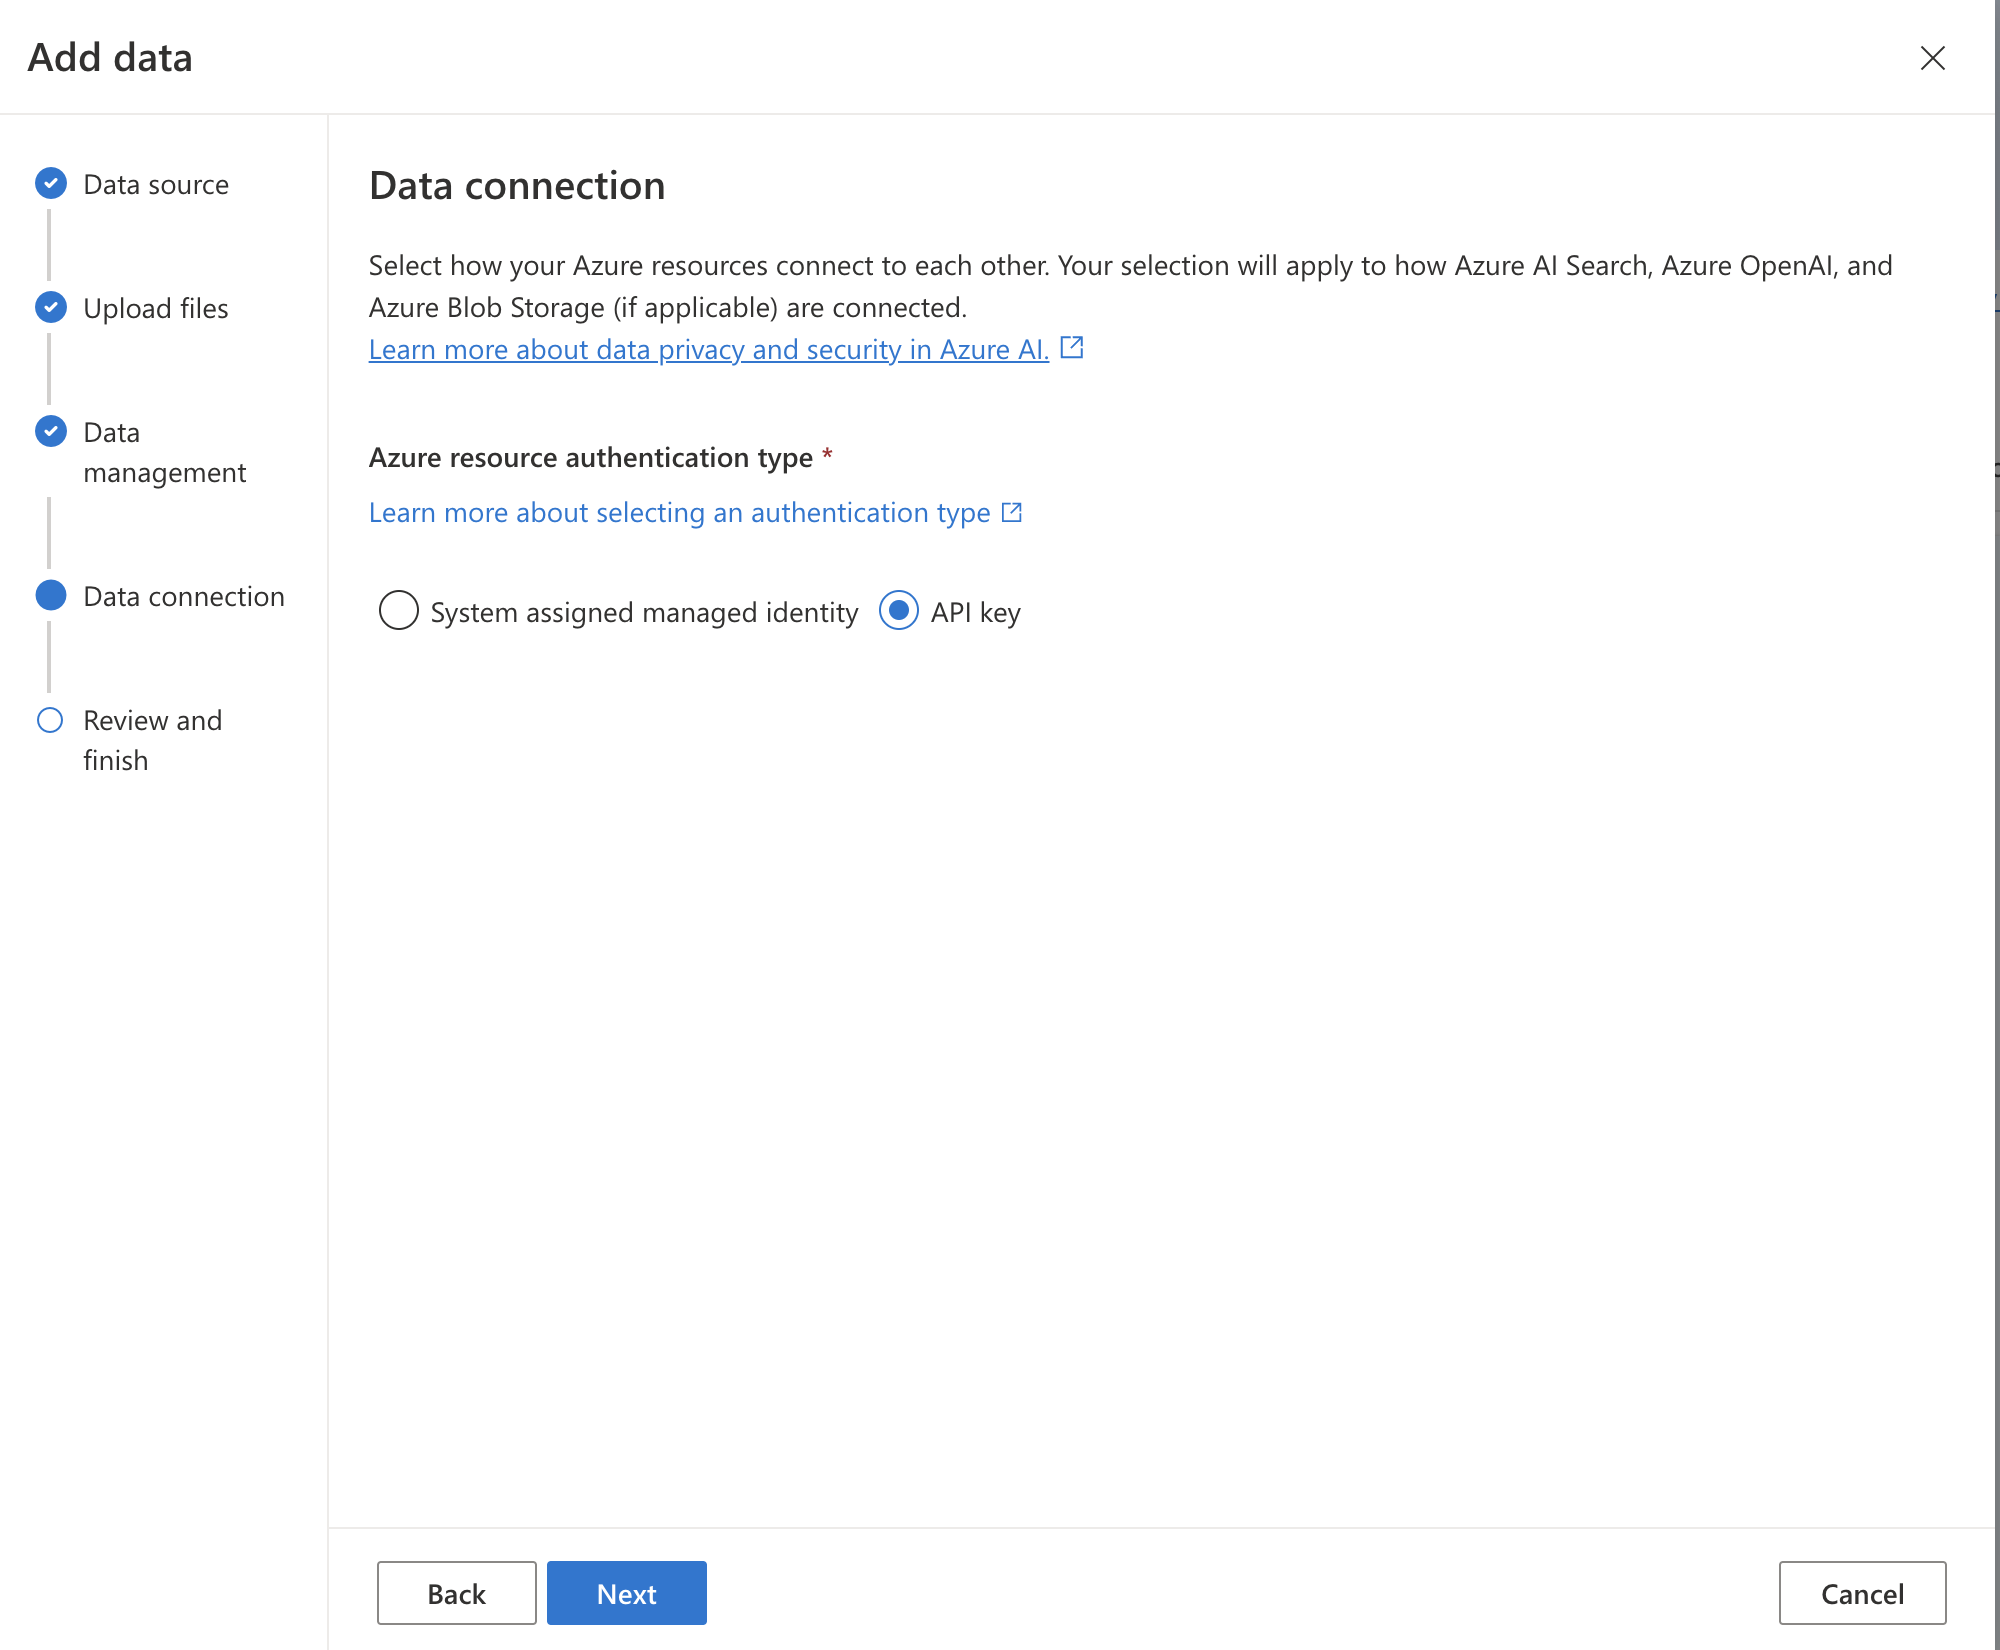 Add data
Data source
Upload files
Data
management
Data connection
Review and
finish
Data connection
Select how your Azure resources connect to each other. Your selection will apply to how Azure AI Search, Azure OpenAI, and
Azure Blob Storage (if applicable) are connected.
Learn more about data privacy and security in Azure AI.
Azure resource authentication type *
Learn more about selecting an authentication type
System assigned managed identity
API key
Back
Next
Cancel